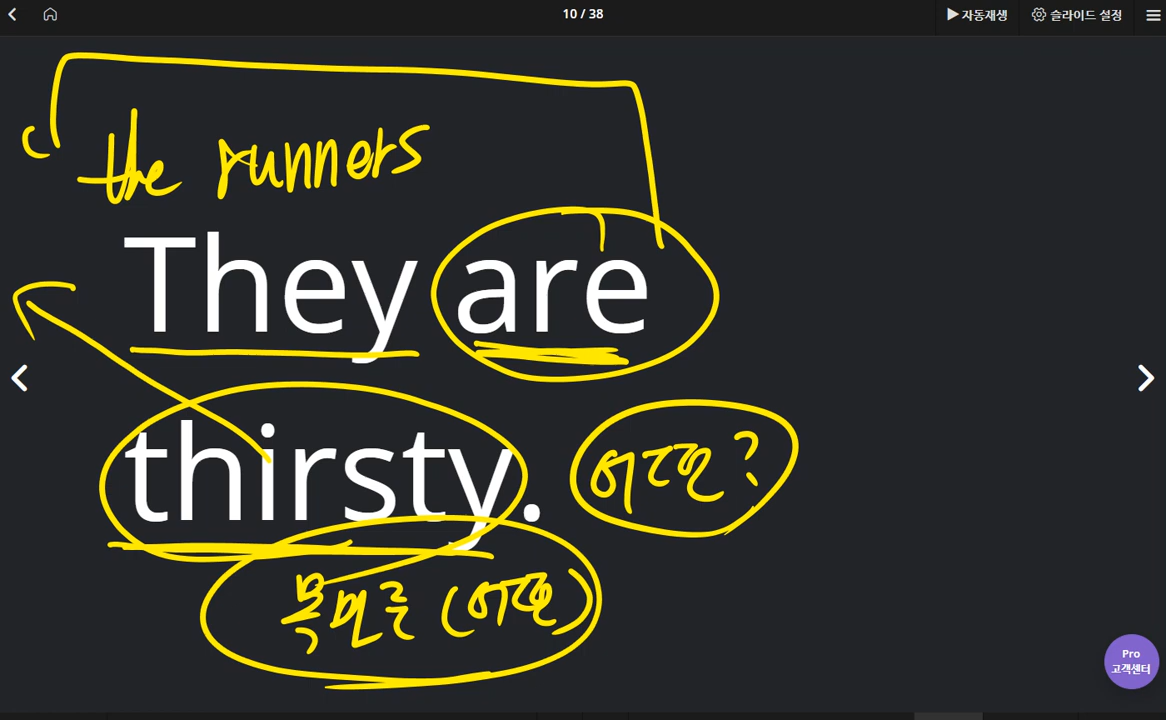 10 / 38
▶자동재생
슬라이드 설정
the runners
They are
thirsty.
어떤?
목마른 (어떤)
Pro
고객센터